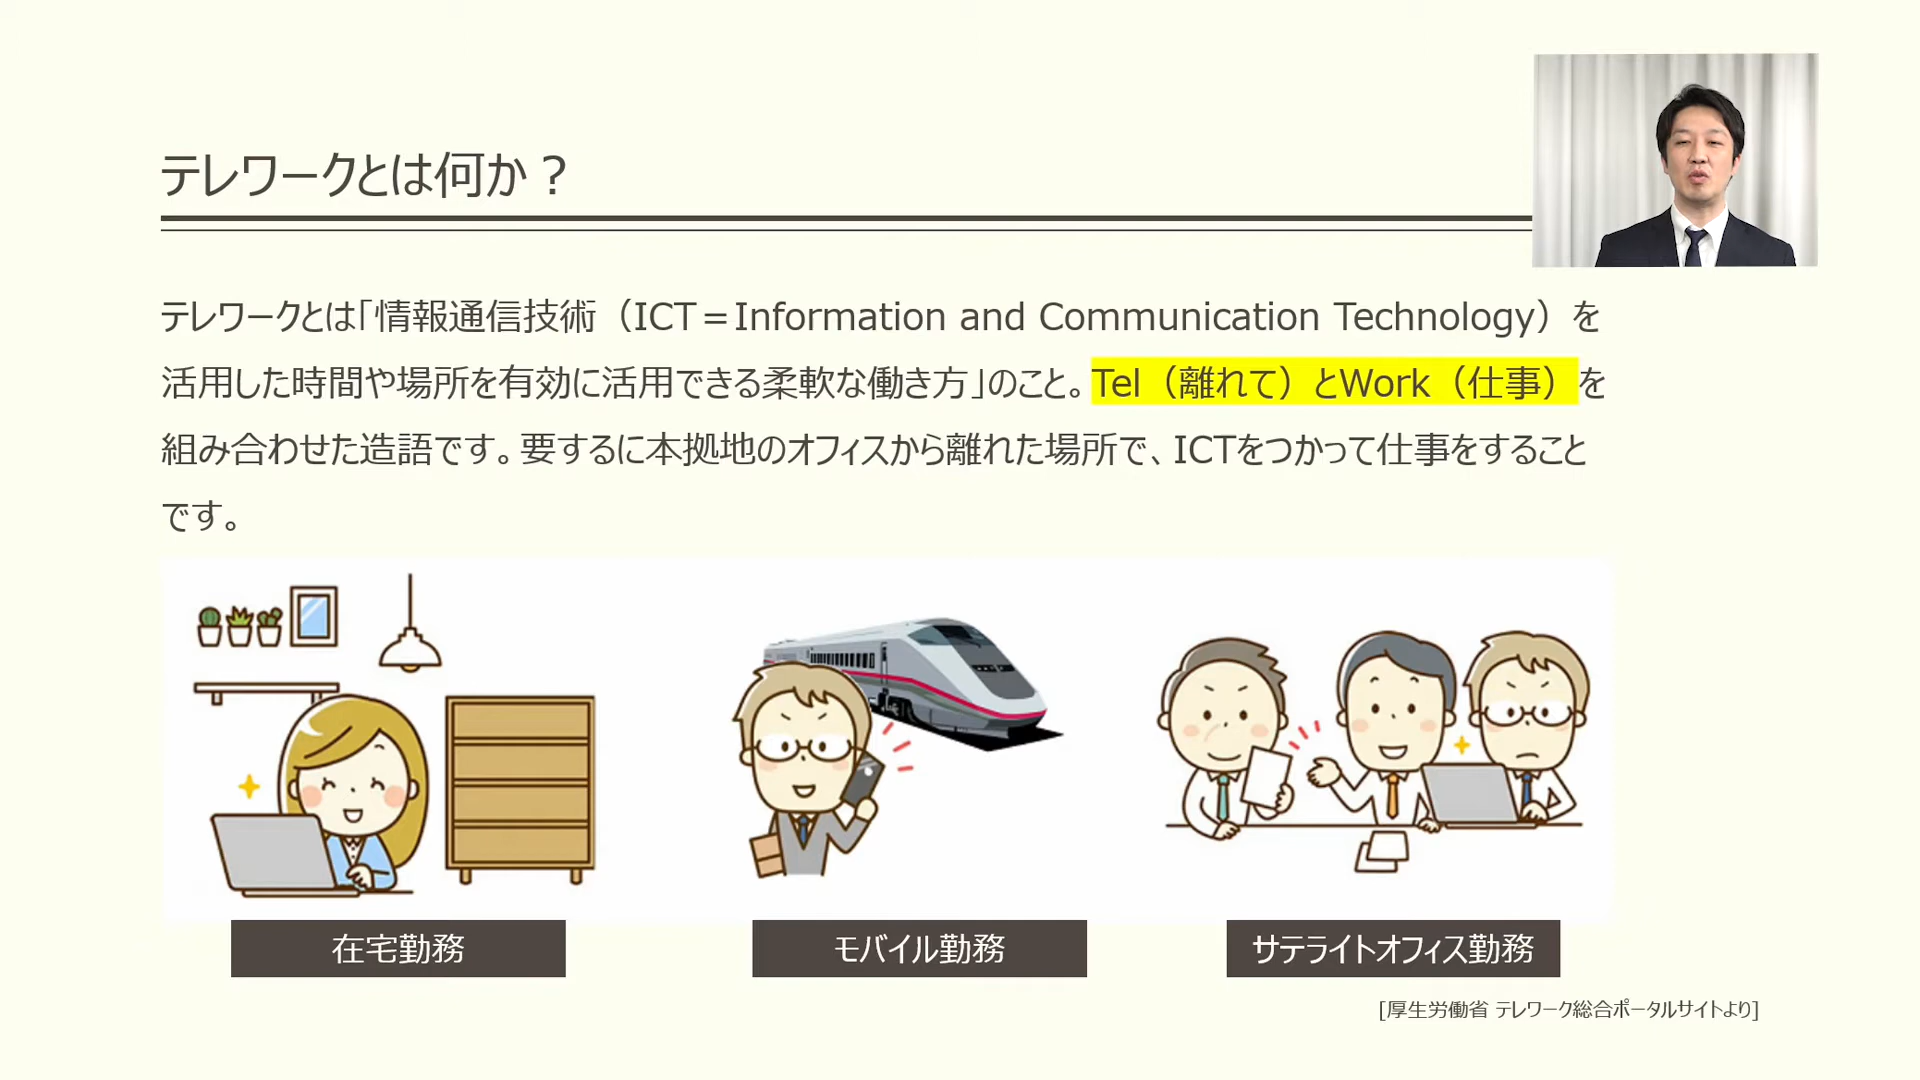 テレワークとは何か？
テレワークとは「情報通信技術（ICT＝Information and Communication Technology）を
活用した時間や場所を有効に活用できる柔軟な働き方」のこと。Tel（離れて）とWork（仕事）を
組み合わせた造語です。要するに本拠地のオフィスから離れた場所で、ICTをつかって仕事をすること
です。
在宅勤務
モバイル勤務
サテライトオフィス勤務
[厚生労働省 テレワーク総合ポータルサイトより]